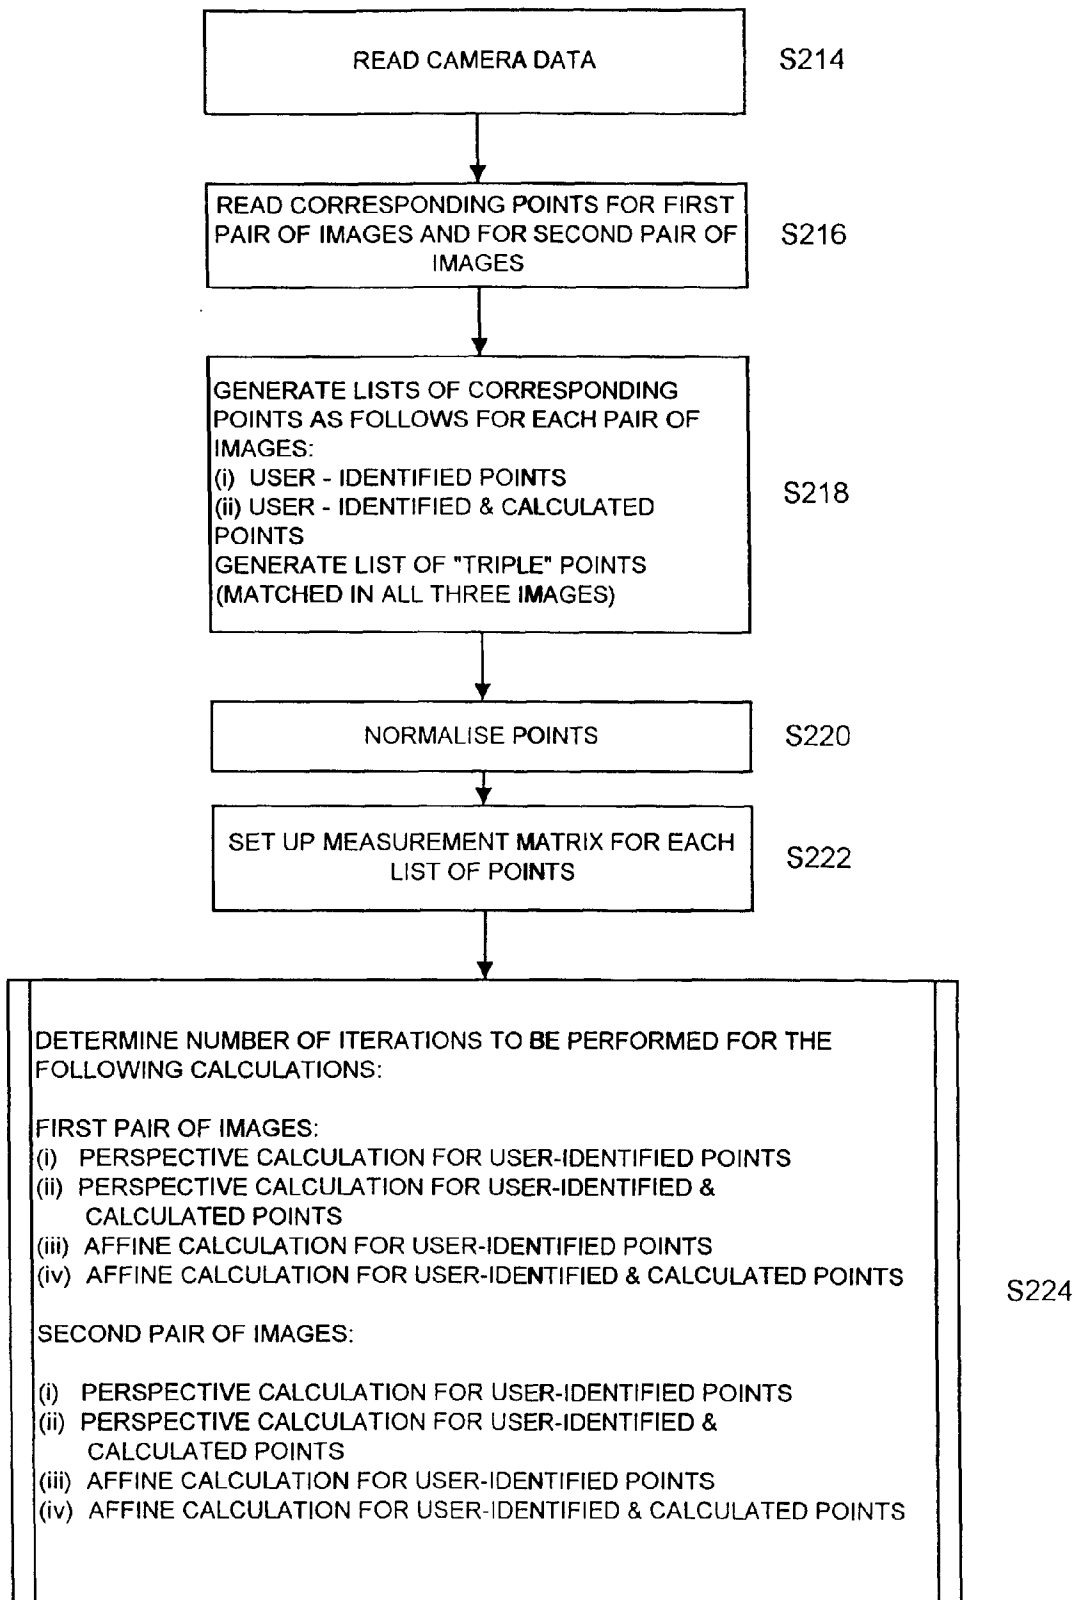 READ CAMERA DATA
S214
READ CORRESPONDING POINTS FOR FIRST
PAIR OF IMAGES AND FOR SECOND PAIR OF
IMAGES
S216
GENERATE LISTS OF CORRESPONDING
POINTS AS FOLLOWS FOR EACH PAIR OF
IMAGES:
(i) USER - IDENTIFIED POINTS
(ii) USER - IDENTIFIED & CALCULATED
POINTS
GENERATE LIST OF "TRIPLE" POINTS
(MATCHED IN ALL THREE IMAGES)
S218
NORMALISE POINTS
S220
SET UP MEASUREMENT MATRIX FOR EACH
LIST OF POINTS
S222
DETERMINE NUMBER OF ITERATIONS TO BE PERFORMED FOR THE
FOLLOWING CALCULATIONS:
FIRST PAIR OF IMAGES:
(i) PERSPECTIVE CALCULATION FOR USER-IDENTIFIED POINTS
(ii) PERSPECTIVE CALCULATION FOR USER-IDENTIFIED &
CALCULATED POINTS
(iii) AFFINE CALCULATION FOR USER-IDENTIFIED POINTS
(iv) AFFINE CALCULATION FOR USER-IDENTIFIED & CALCULATED POINTS
S224
SECOND PAIR OF IMAGES:
(i) PERSPECTIVE CALCULATION FOR USER-IDENTIFIED POINTS
(ii) PERSPECTIVE CALCULATION FOR USER-IDENTIFIED &
CALCULATED POINTS
(iii) AFFINE CALCULATION FOR USER-IDENTIFIED POINTS
(iv) AFFINE CALCULATION FOR USER-IDENTIFIED & CALCULATED POINTS